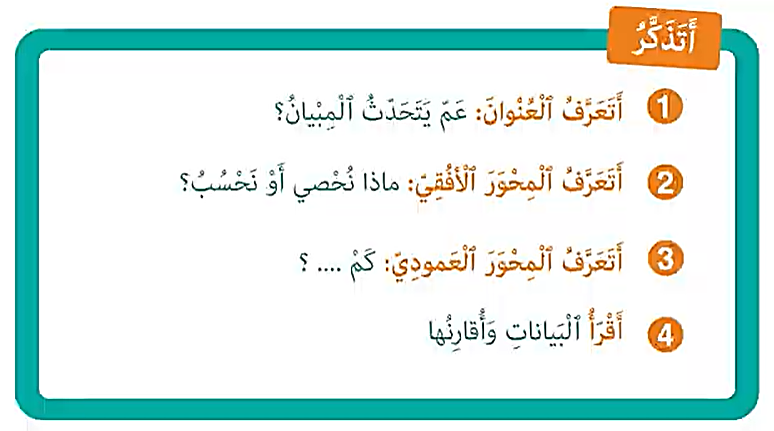 أَتَذَكَّرُ
1 أَتَعَرَّفُ ٱلْعُنْوانَ: عَمّ يَتَحَدّثُ ٱلْمِبْيانُ؟
2 أَتَعَرَّفُ ٱلْمِحْوَرَ ٱلْأُفُقِيّ: ماذا نُحْصي أَوْ نَحْسُبُ؟
3 أَتَعَرَّفُ ٱلْمِحْوَرَ ٱلْعَمودِيّ: كَمْ .... ؟
4 أَقْرَأُ ٱلْبَياناتِ وَأُقارِنُها